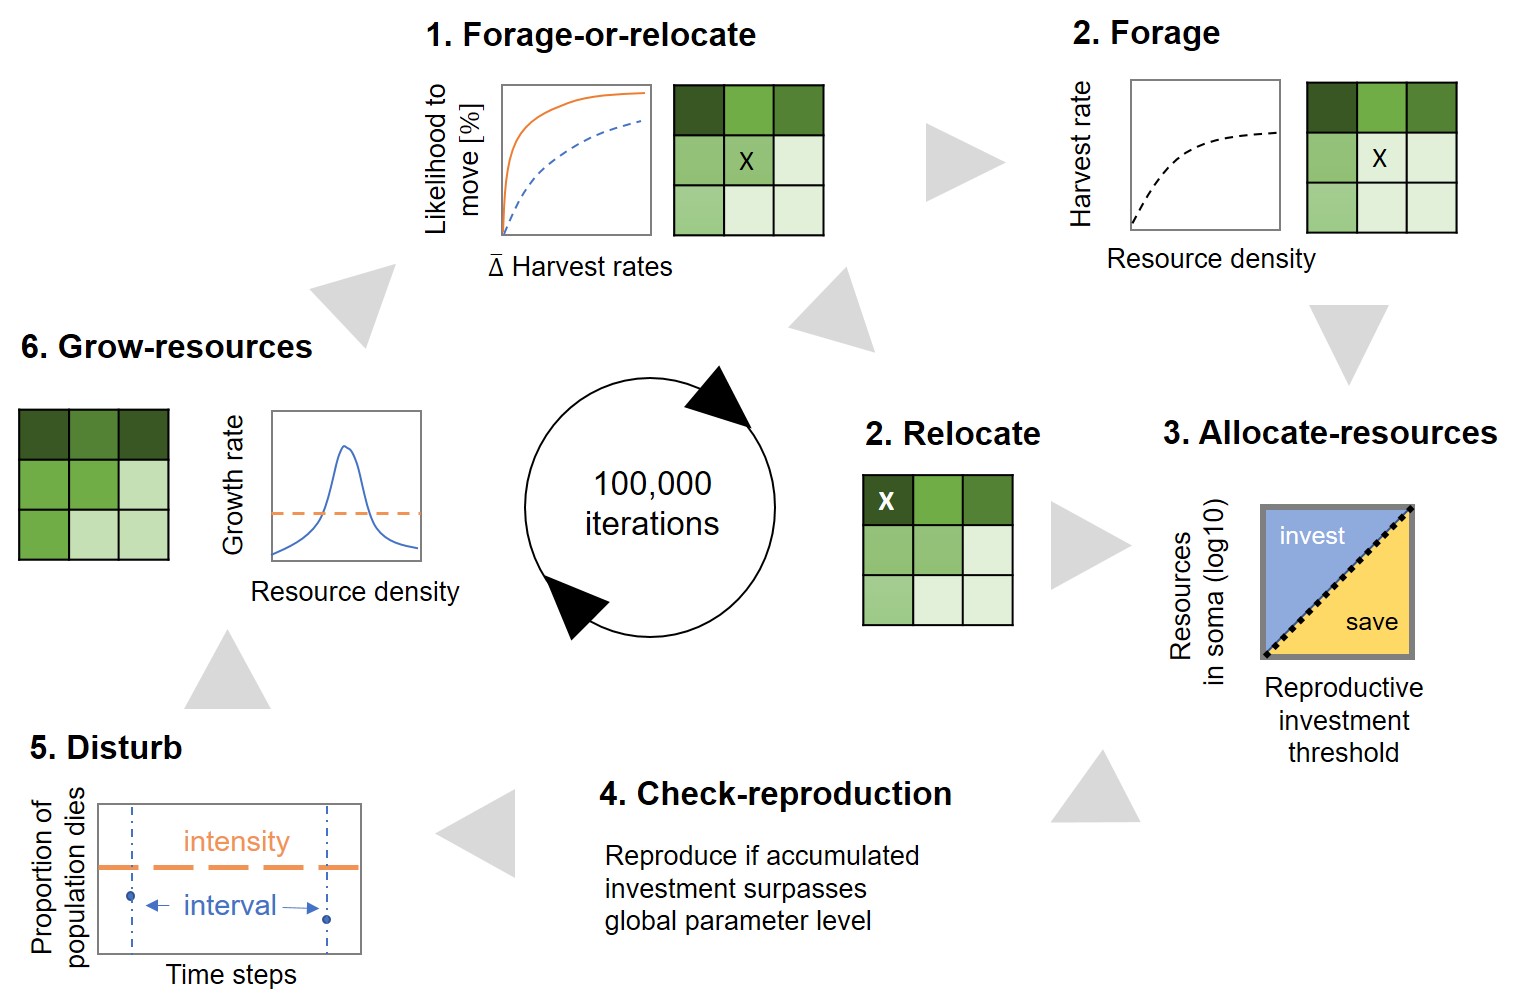 1. Forage-or-relocate
Likelihood to
move [%]
X
Δ̅ Harvest rates
2. Forage
Harvest rate
X
Resource density
6. Grow-resources
Growth rate
Resource density
100,000
iterations
2. Relocate
X
3. Allocate-resources
Resources
in soma (log10)
invest
save
Reproductive
investment
threshold
5. Disturb
Proportion of
population dies
intensity
interval
Time steps
4. Check-reproduction
Reproduce if accumulated
investment surpasses
global parameter level